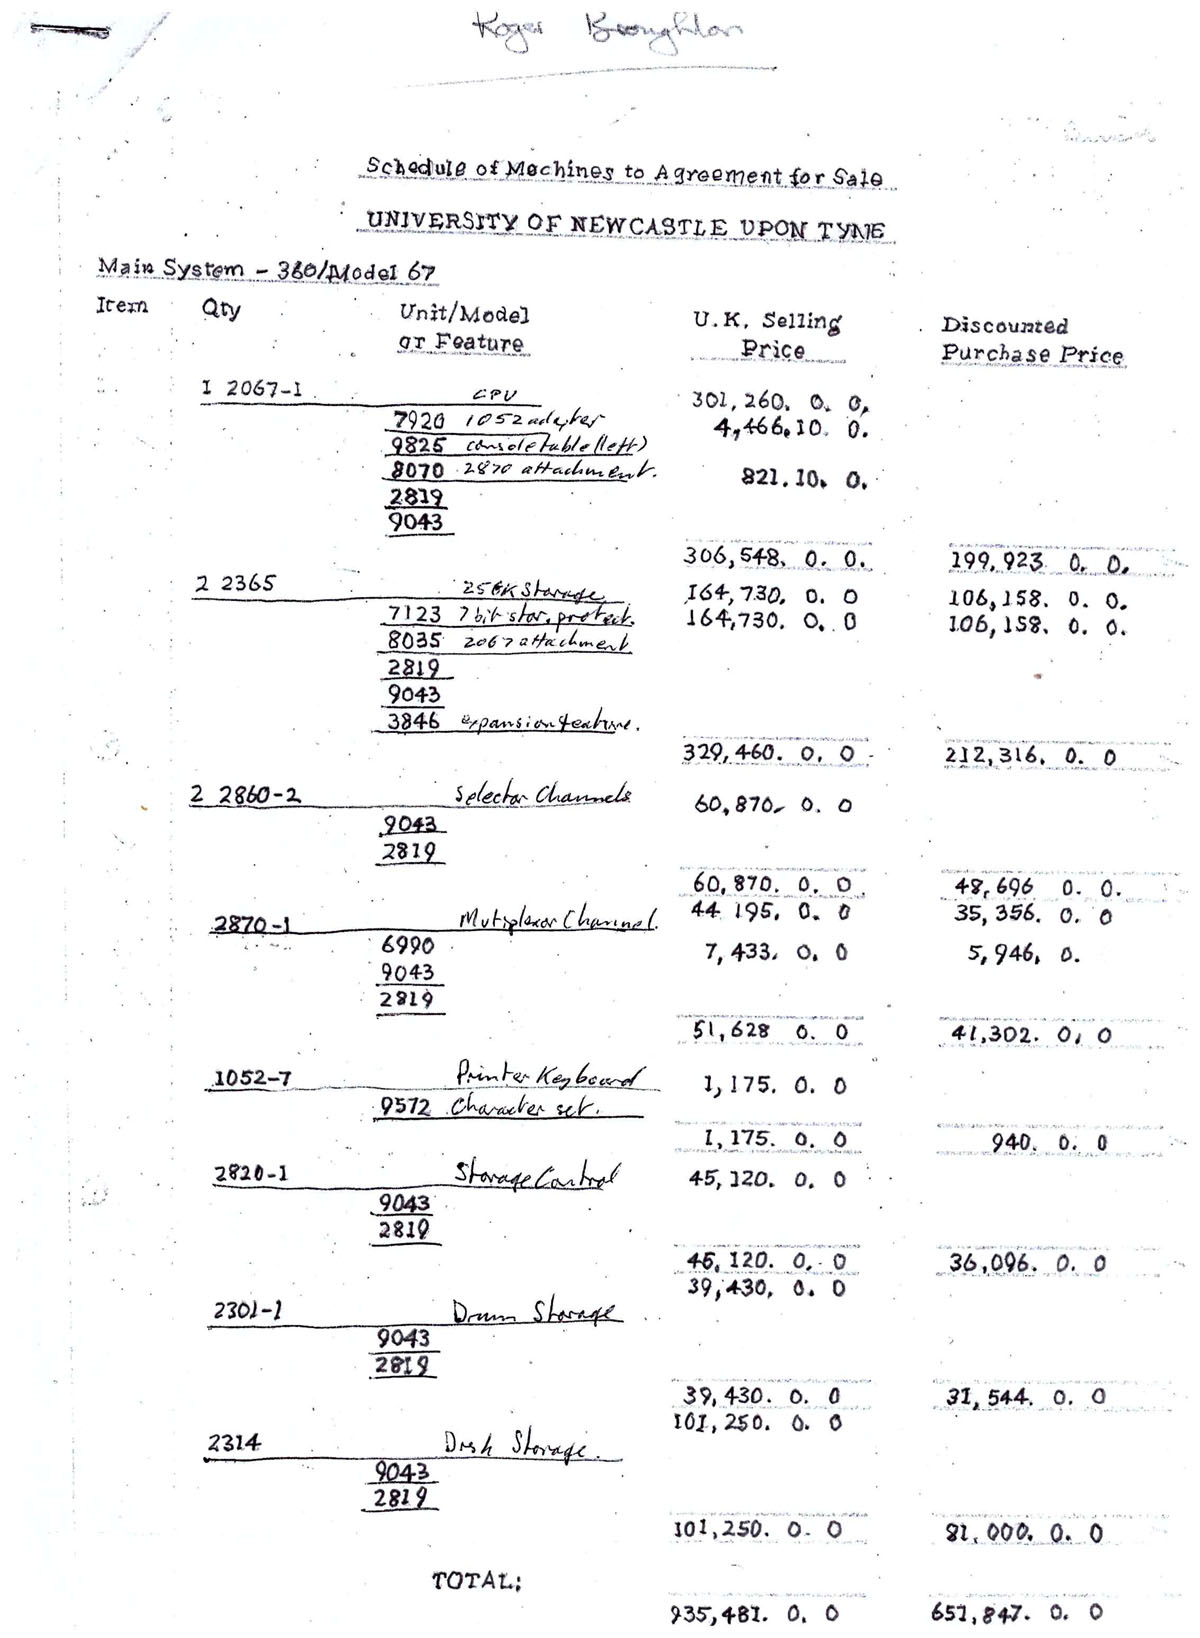 Roger Broughton
Schedule of Machines to Agreement for Sale
UNIVERSITY OF NEWCASTLE UPON TYNE
Main System - 360/Model 67
Item Qty Unit/Model or Feature U.K. Selling Price Discounted Purchase Price
1 2067-1 CPU 301,260. 0. 0.
7920 1052 adapter 4,466.10. 0.
9825 console table (left)
8070 2870 attachment. 821.10. 0.
2819
9043
306,548. 0. 0. 199,923 0. 0.
2 2365 256K Storage 164,730. 0. 0 106,158. 0. 0.
7123 7 bit stor. protect. 164,730. 0. 0 106,158. 0. 0.
8035 2067 attachment
2819
9043
3846 expansion feature.
329,460. 0. 0 212,316. 0. 0
2 2860-2 Selector Channels 60,870. 0. 0
9043
2819
60,870. 0. 0. 48,696 0. 0.
2870-1 Mutiplexor Channel. 44 195. 0. 0 35,356. 0. 0
6990 7,433. 0. 0 5,946. 0.
9043
2819
51,628 0. 0 41,302. 0. 0
1052-7 Printer Keyboard 1,175. 0. 0
9572 Character set.
1,175. 0. 0 940. 0. 0
2820-1 Storage Control 45,120. 0. 0
9043
2819
45,120. 0. 0 36,096. 0. 0
39,430. 0. 0
2301-1 Drum Storage
9043
2819
39,430. 0. 0 31,544. 0. 0
101,250. 0. 0
2314 Disk Storage.
9043
2819
101,250. 0. 0 81,000. 0. 0
TOTAL:
935,481. 0. 0 651,847. 0. 0